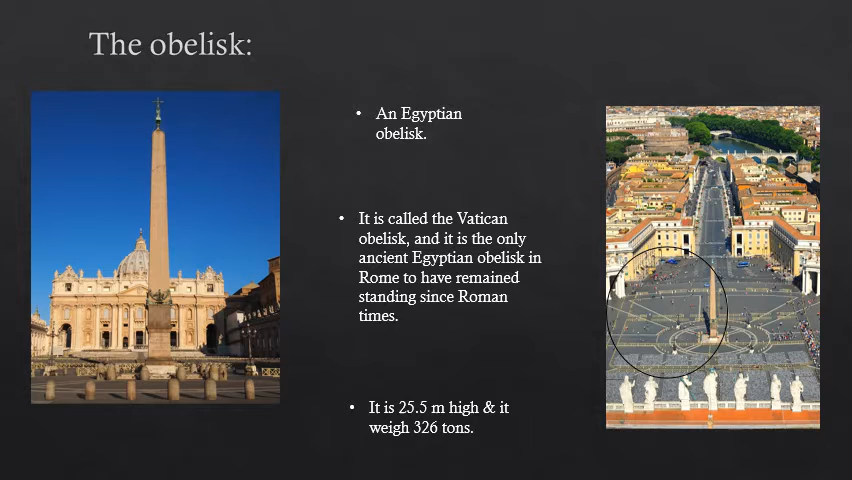 The obelisk:
• An Egyptian
obelisk.
• It is called the Vatican
obelisk, and it is the only
ancient Egyptian obelisk in
Rome to have remained
standing since Roman
times.
• It is 25.5 m high & it
weigh 326 tons.